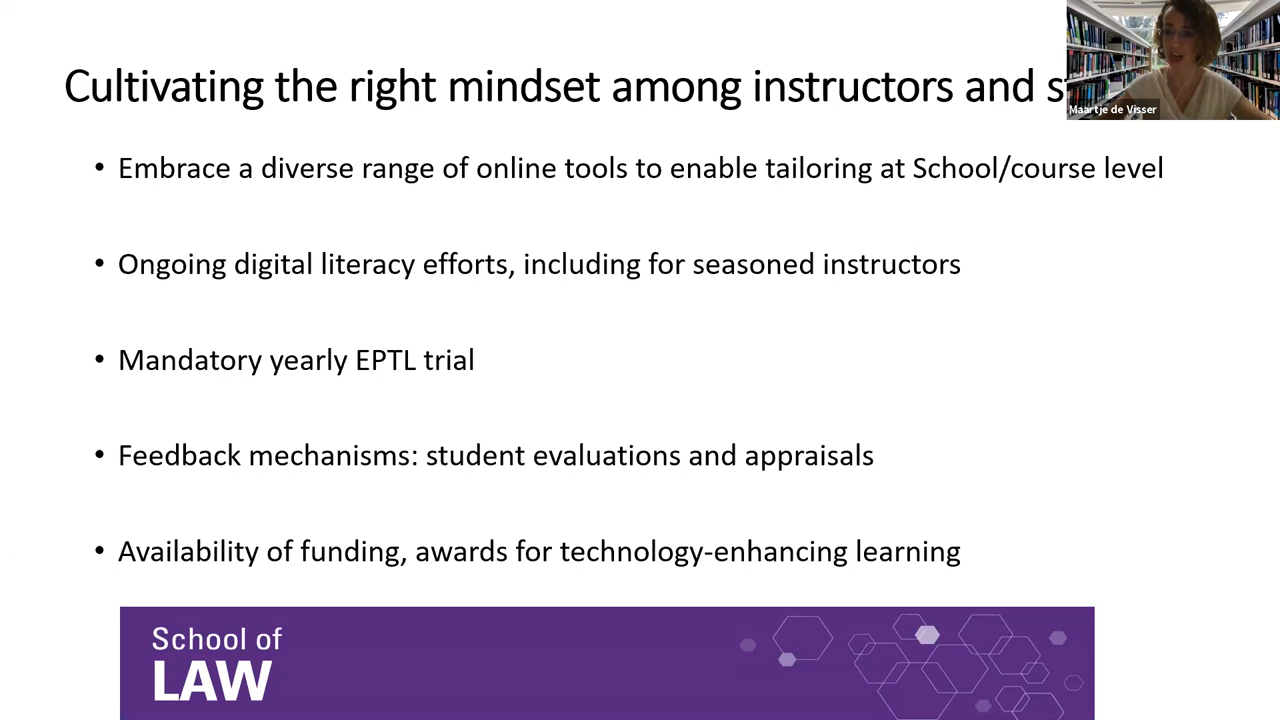 Cultivating the right mindset among instructors and
Maartje de Visser
• Embrace a diverse range of online tools to enable tailoring at School/course level
• Ongoing digital literacy efforts, including for seasoned instructors
• Mandatory yearly EPTL trial
• Feedback mechanisms: student evaluations and appraisals
• Availability of funding, awards for technology-enhancing learning
School of
LAW